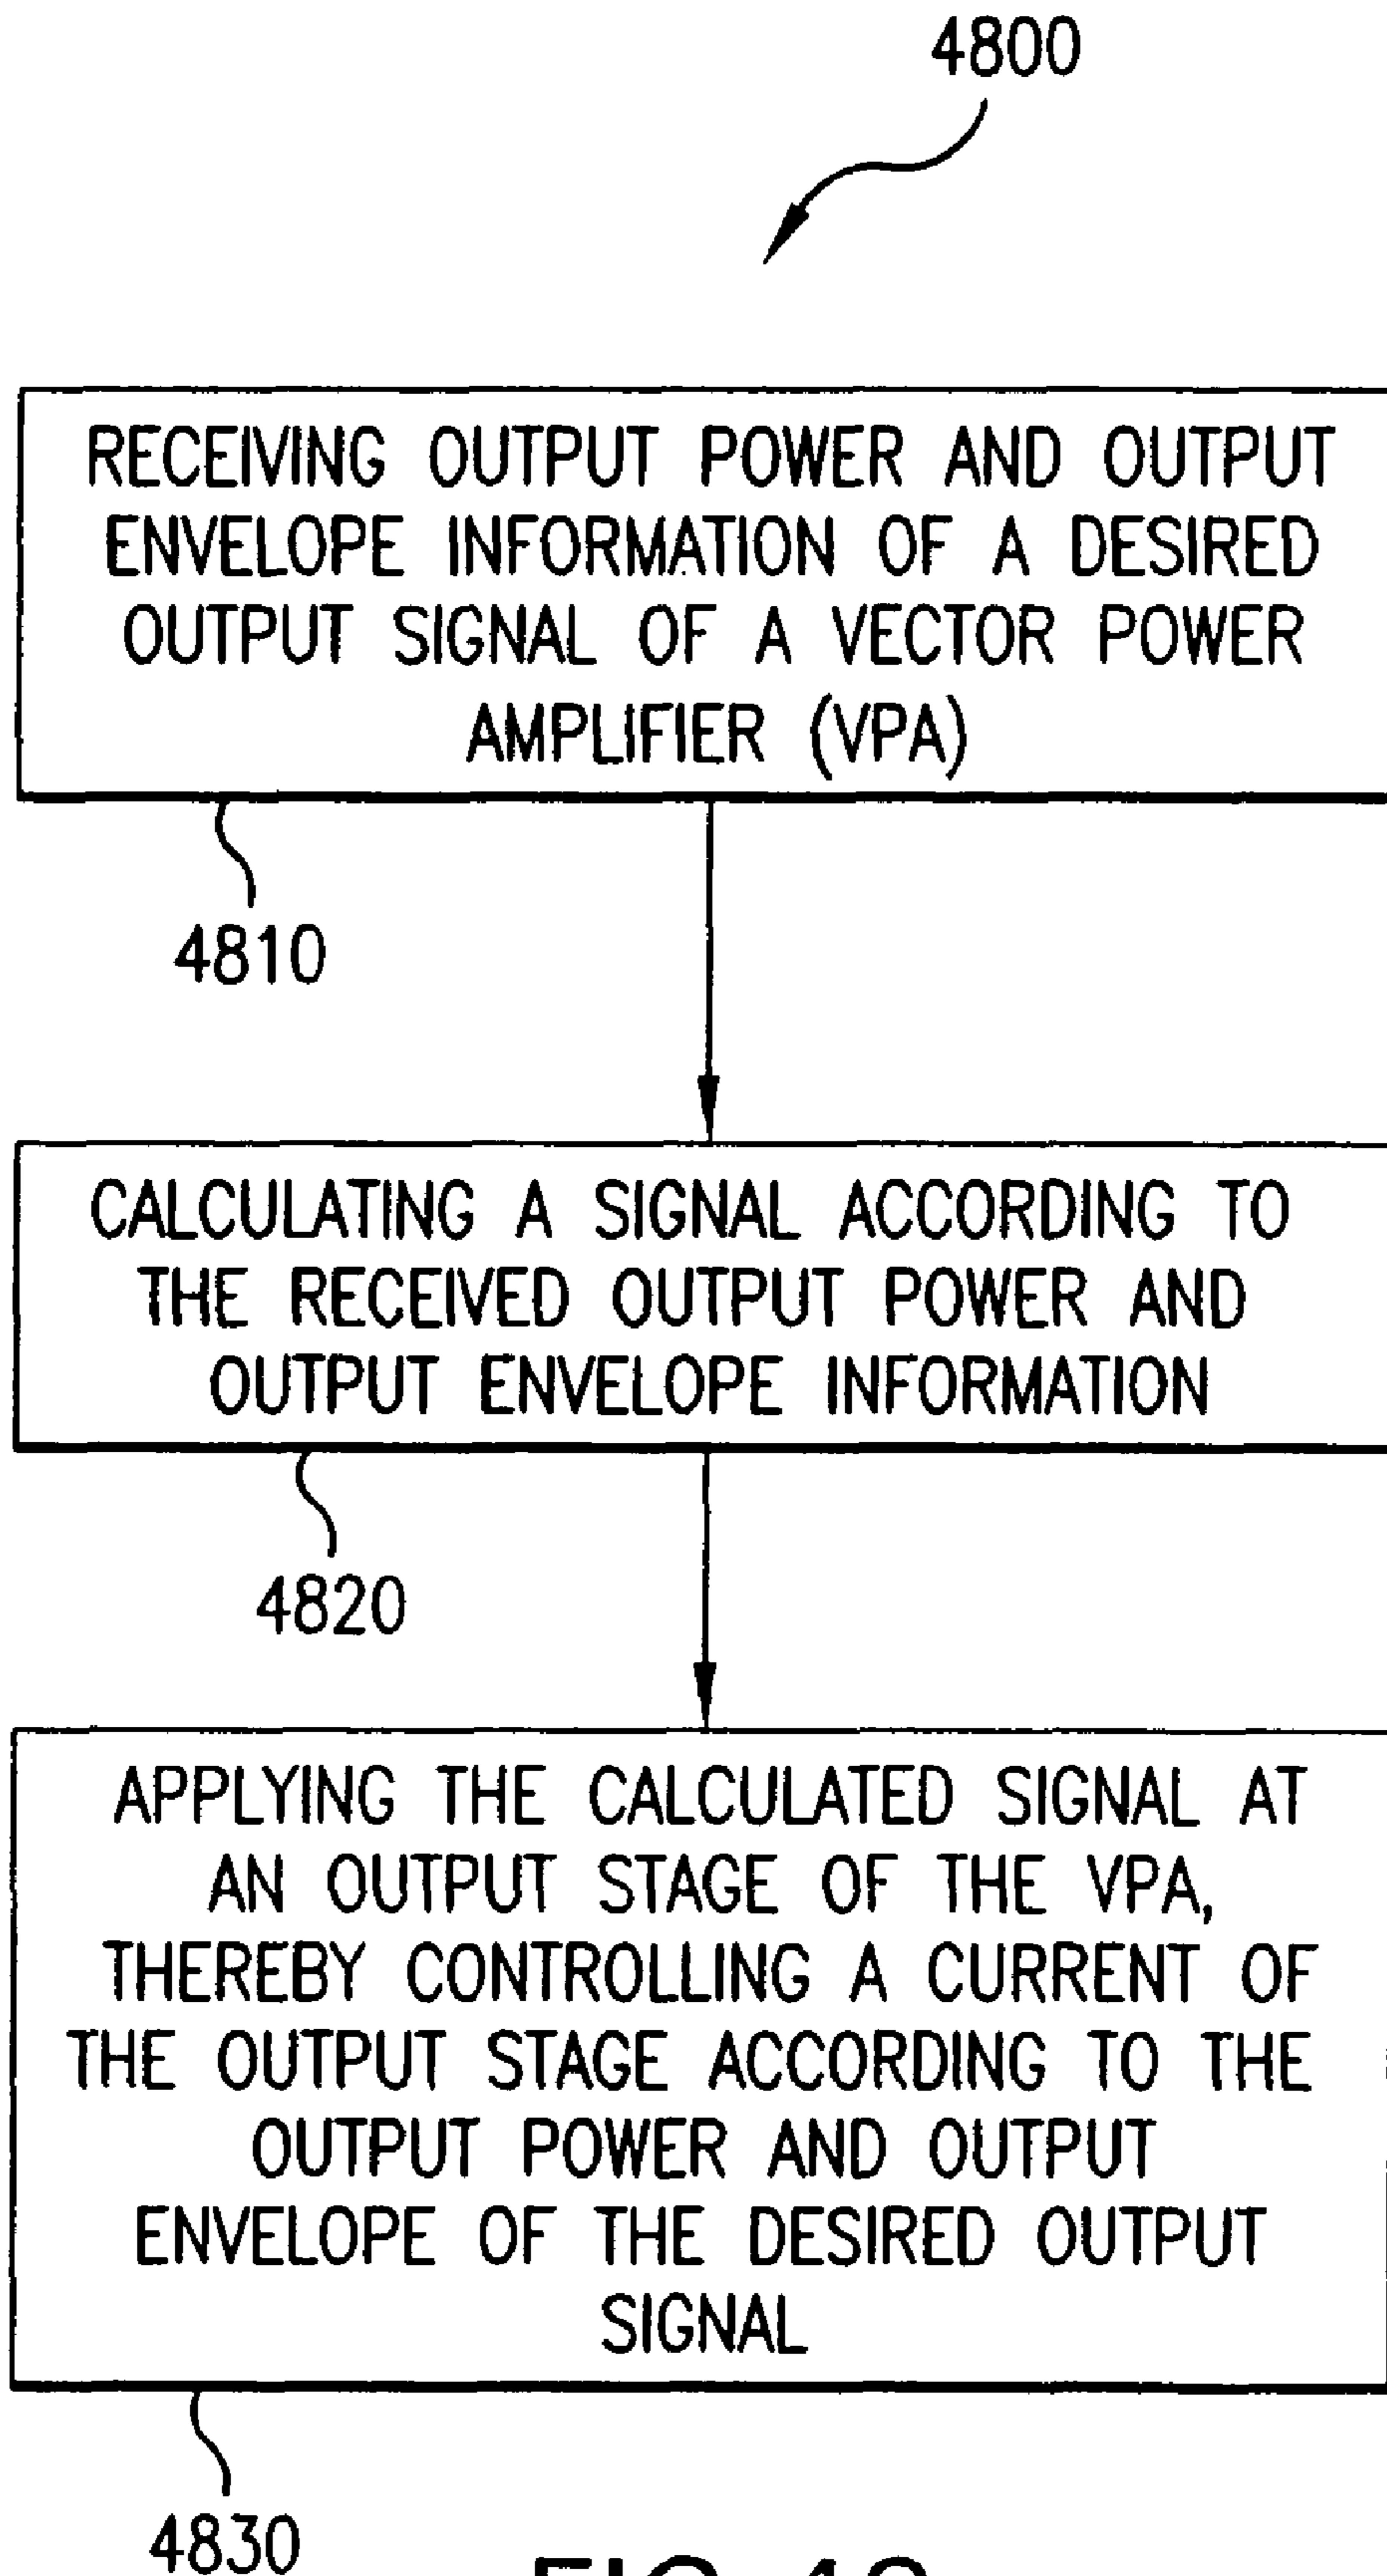 4800
RECEIVING OUTPUT POWER AND OUTPUT
ENVELOPE INFORMATION OF A DESIRED
OUTPUT SIGNAL OF A VECTOR POWER
AMPLIFIER (VPA)
4810
CALCULATING A SIGNAL ACCORDING TO
THE RECEIVED OUTPUT POWER AND
OUTPUT ENVELOPE INFORMATION
4820
APPLYING THE CALCULATED SIGNAL AT
AN OUTPUT STAGE OF THE VPA,
THEREBY CONTROLLING A CURRENT OF
THE OUTPUT STAGE ACCORDING TO THE
OUTPUT POWER AND OUTPUT
ENVELOPE OF THE DESIRED OUTPUT
SIGNAL
4830